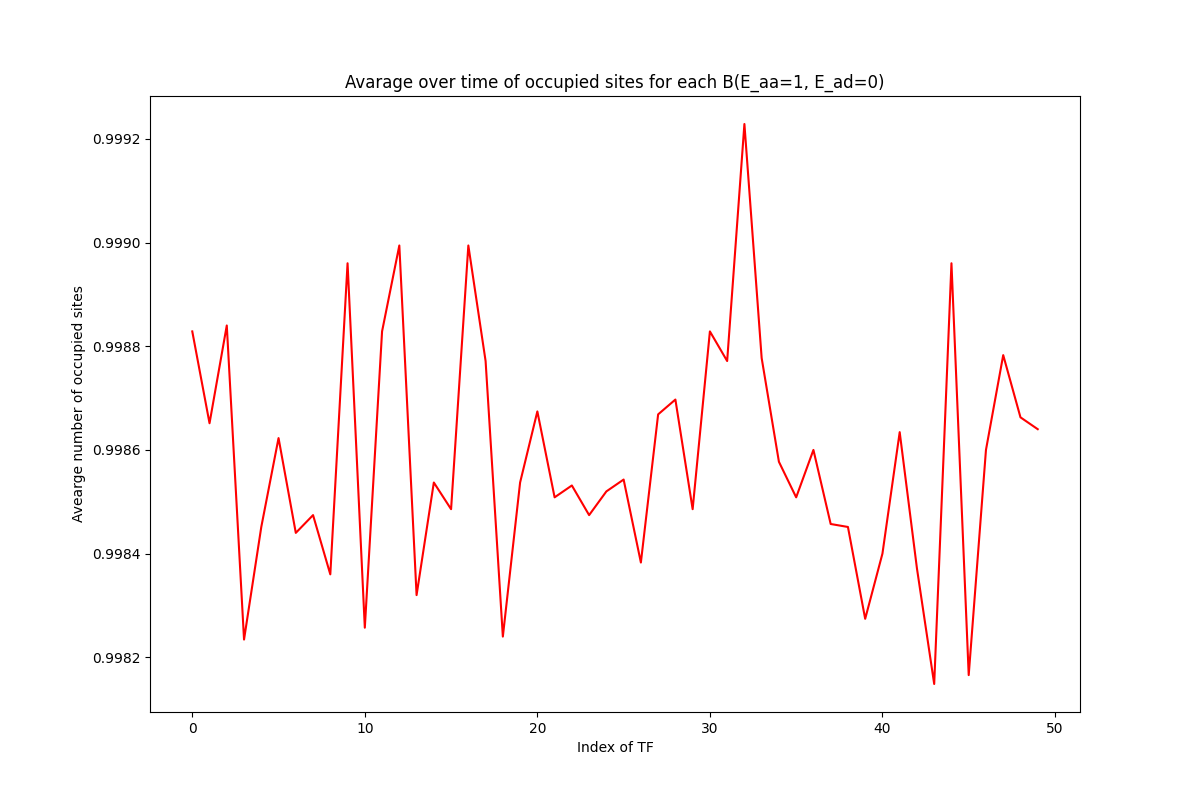 Avarage over time of occupied sites for each B(E_aa=1, E_ad=0)
0.9992
0.9990
0.9988
0.9986
0.9984
0.9982
Avearge number of occupied sites
0 10 20 30 40 50
Index of TF